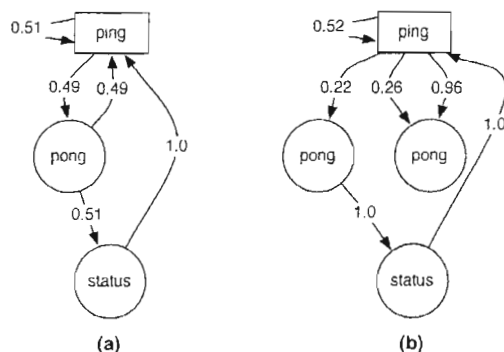 0.51
ping
0.49
0.49
pong
1.0
0.51
status
(a)
0.52
ping
0.22
0.26
0.96
1.0
pong
pong
1.0
status
(b)